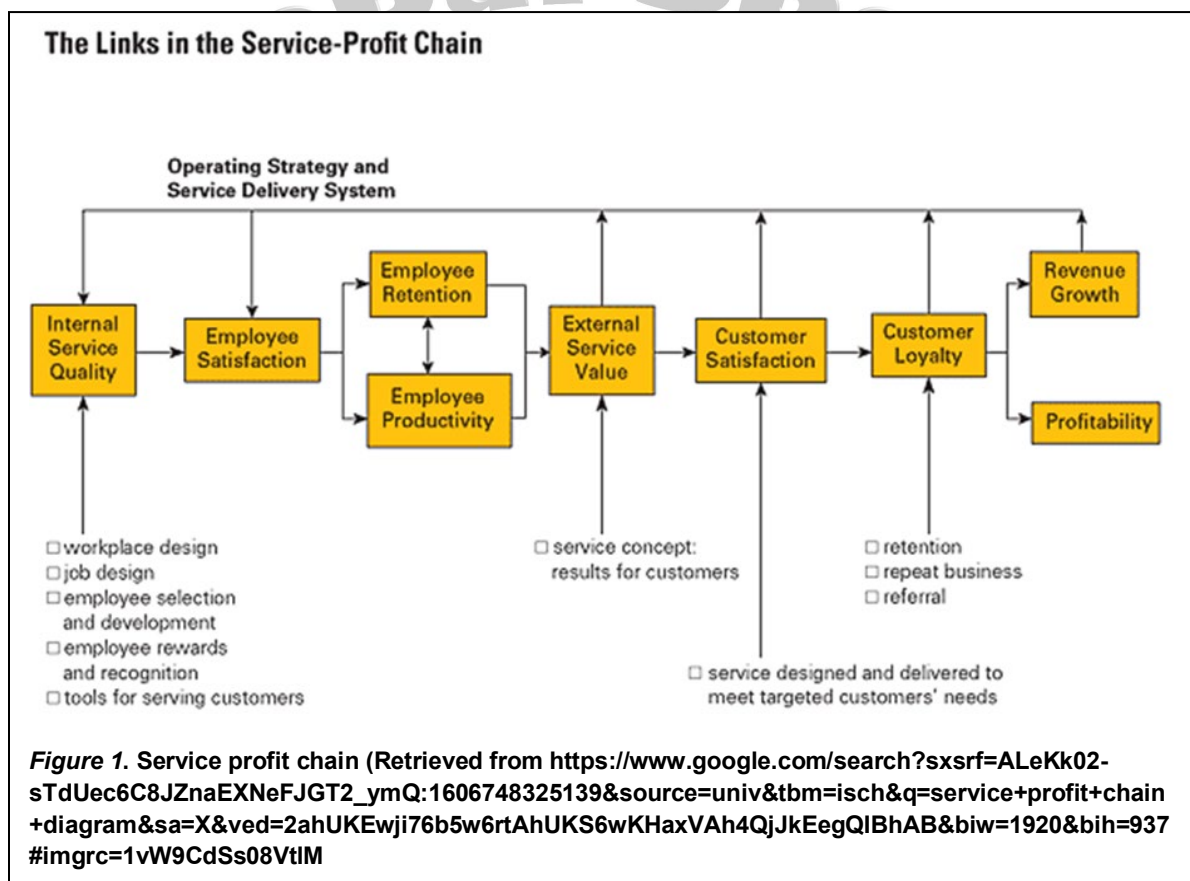 The Links in the Service-Profit Chain
Operating Strategy and
Service Delivery System
Internal
Service
Quality
Employee
Satisfaction
Employee
Retention
Employee
Productivity
External
Service
Value
Customer
Satisfaction
Customer
Loyalty
Revenue
Growth
Profitability
□ workplace design
□ job design
□ employee selection
and development
□ employee rewards
and recognition
□ tools for serving customers
□ service concept:
results for customers
□ service designed and delivered to
meet targeted customers' needs
□ retention
□ repeat business
□ referral
Figure 1. Service profit chain (Retrieved from https://www.google.com/search?sxsrf=ALeKk02-
sTdUec6C8JZnaEXNeFJGT2_ymQ:1606748325139&source=univ&tbm=isch&q=service+profit+chain
+diagram&sa=X&ved=2ahUKEwji76b5w6rtAhUKS6wKHaxVAh4QjJkEegQIBhAB&biw=1920&bih=937
#imgrc=1vW9CdSs08VtIM